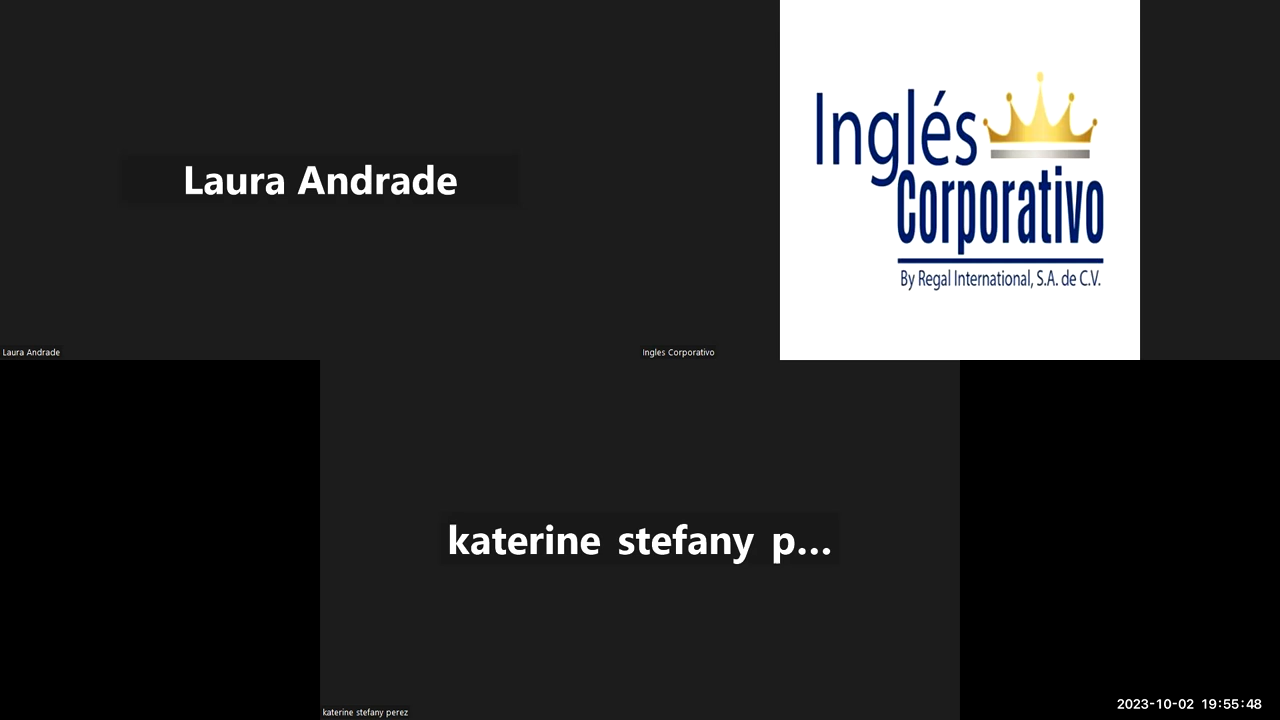 Laura Andrade
Inglés
Corporativo
By Regal International, S.A. de C.V.
Laura Andrade
Ingles Corporativo
katerine stefany p...
katerine stefany perez
2023-10-02 19:55:48